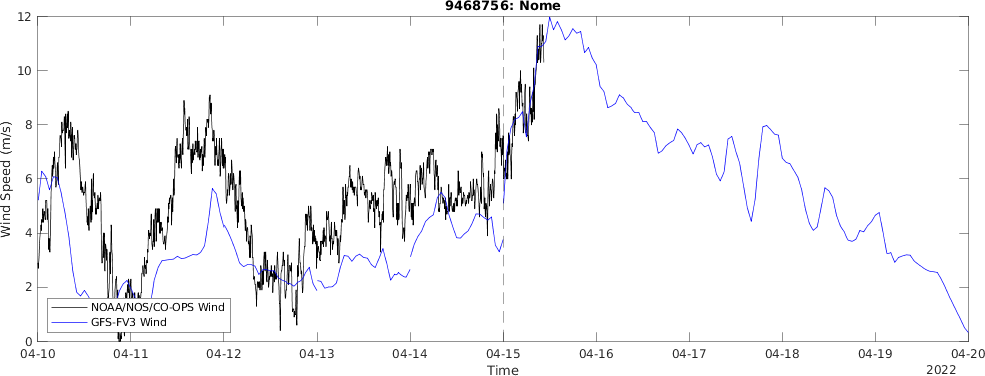 9468756: Nome
12
10
8
6
4
2
0
Wind Speed (m/s)
NOAA/NOS/CO-OPS Wind
GFS-FV3 Wind
04-10 04-11 04-12 04-13 04-14 04-15 04-16 04-17 04-18 04-19 04-20
Time
2022